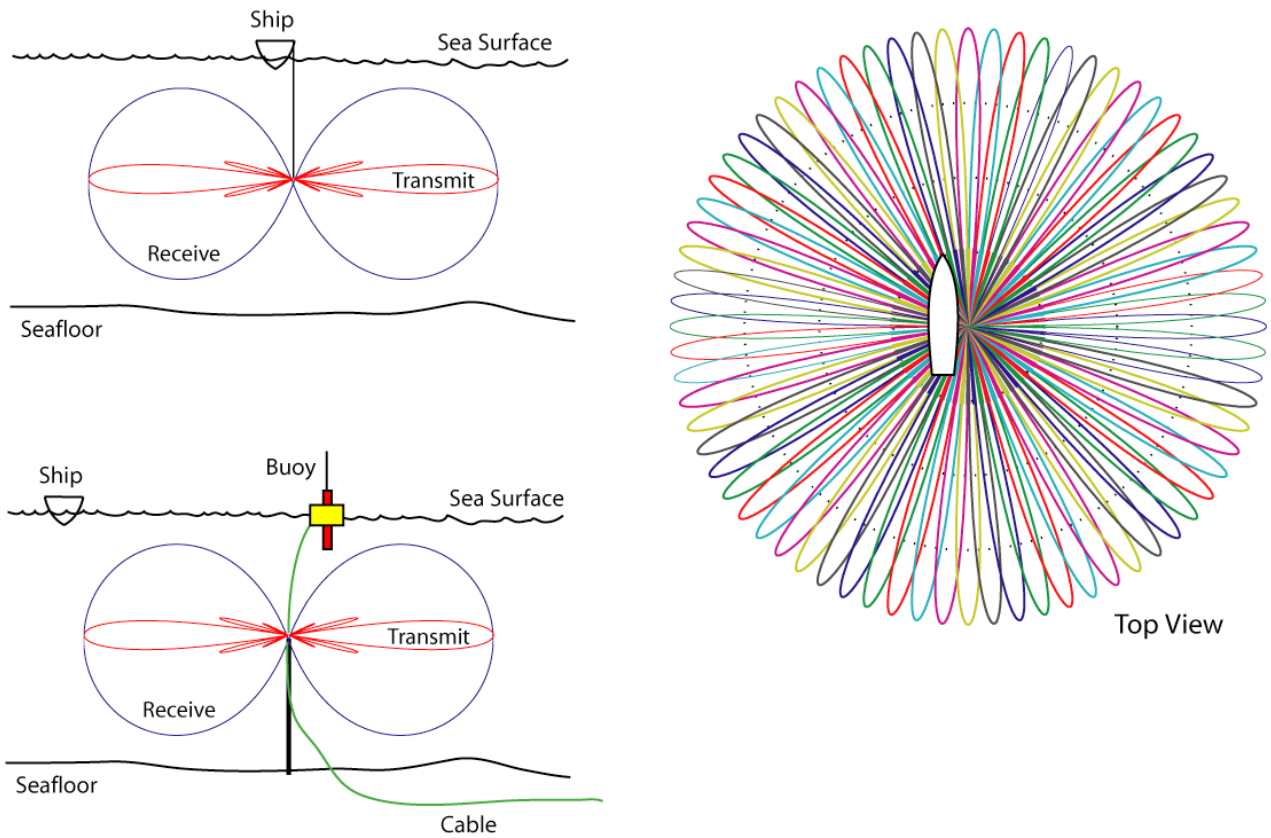 Ship
Sea Surface
Transmit
Receive
Seafloor
Buoy
Ship
Sea Surface
Transmit
Receive
Seafloor
Cable
Top View